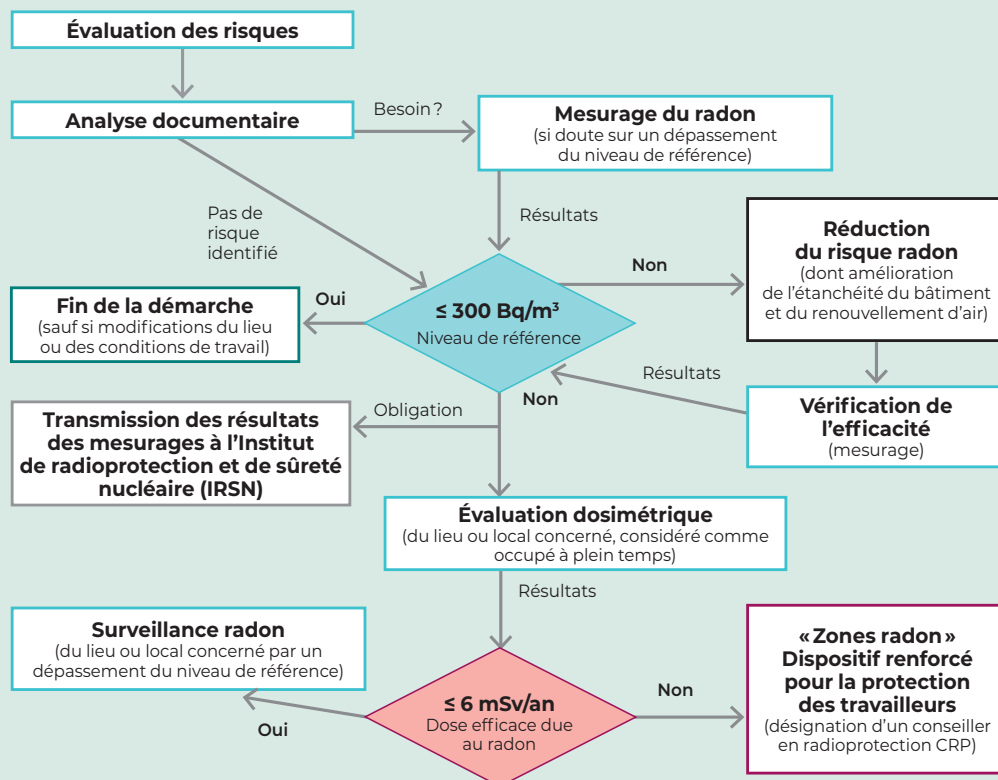 Évaluation des risques
Analyse documentaire
Besoin ?
Mesurage du radon
(si doute sur un dépassement
du niveau de référence)
Pas de
risque
identifié
Résultats
Réduction
du risque radon
(dont amélioration
de l'étanchéité du bâtiment
et du renouvellement d'air)
Non
Fin de la démarche
(sauf si modifications du lieu
ou des conditions de travail)
Oui
≤ 300 Bq/m³
Niveau de référence
Résultats
Vérification de
l'efficacité
(mesurage)
Non
Obligation
Transmission des résultats
des mesurages à l'Institut
de radioprotection et de sûreté
nucléaire (IRSN)
Évaluation dosimétrique
(du lieu ou local concerné, considéré comme
occupé à plein temps)
Résultats
Surveillance radon
(du lieu ou local concerné par un
dépassement du niveau de référence)
Oui
≤ 6 mSv/an
Dose efficace due
au radon
Non
« Zones radon »
Dispositif renforcé
pour la protection
des travailleurs
(désignation d'un conseiller
en radioprotection CRP)